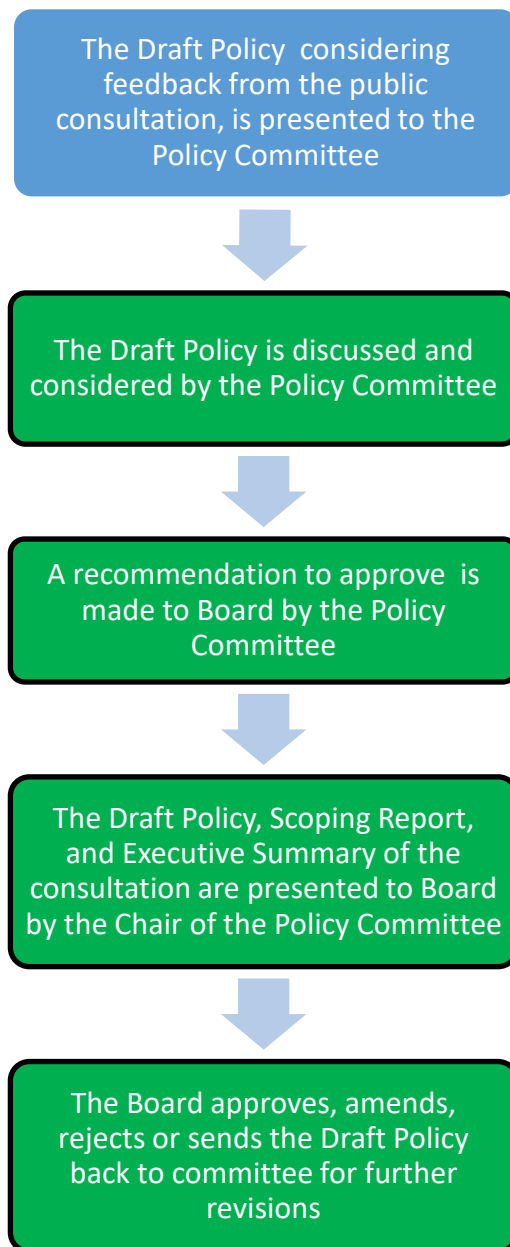 The Draft Policy  considering
feedback from the public
consultation, is presented to the
Policy Committee
The Draft Policy is discussed and
considered by the Policy Committee
A recommendation to approve  is
made to Board by the Policy
Committee
The Draft Policy, Scoping Report,
and Executive Summary of the
consultation are presented to Board
by the Chair of the Policy Committee
The Board approves, amends,
rejects or sends the Draft Policy
back to committee for further
revisions